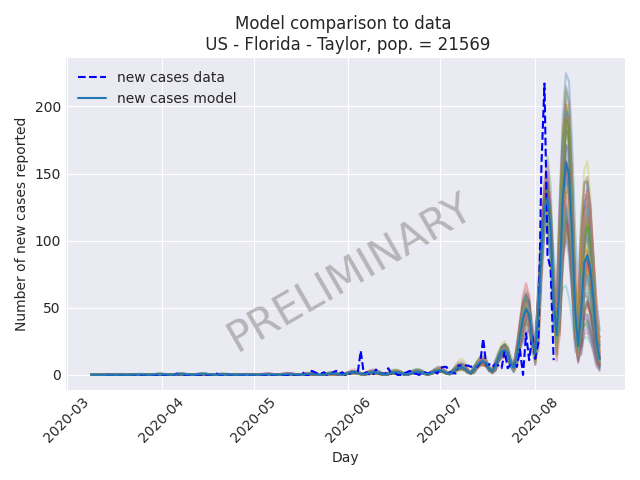 Model comparison to data
US - Florida - Taylor, pop. = 21569
new cases data
new cases model
Number of new cases reported
200
150
100
50
0
PRELIMINARY
2020-03
2020-04
2020-05
2020-06
2020-07
2020-08
Day